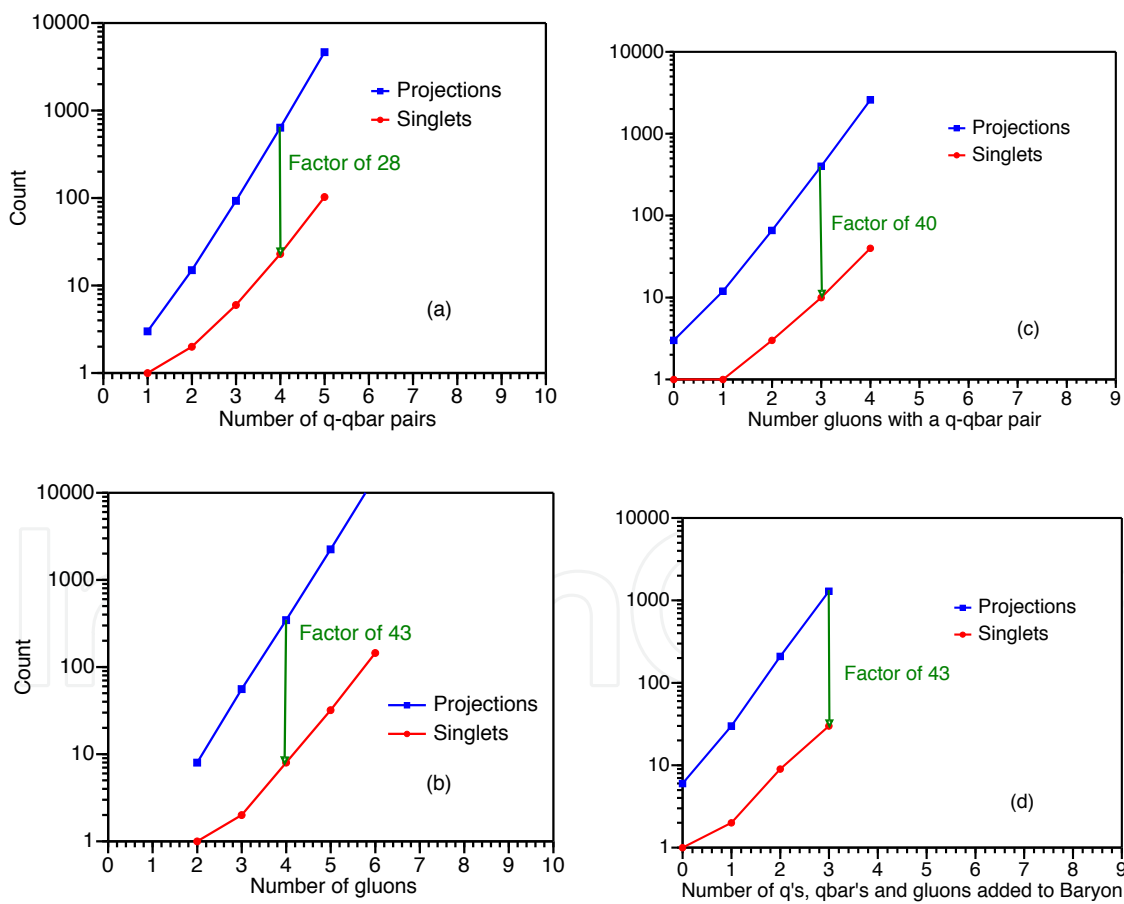 10000
1000
100
10
1
0 1 2 3 4 5 6 7 8 9 10
Count
Number of q-qbar pairs
Projections
Singlets
Factor of 28
(a)
10000
1000
100
10
1
0 1 2 3 4 5 6 7 8 9
Number gluons with a q-qbar pair
Projections
Singlets
Factor of 40
(c)
10000
1000
100
10
1
0 1 2 3 4 5 6 7 8 9 10
Count
Number of gluons
Factor of 43
Projections
Singlets
(b)
10000
1000
100
10
1
0 1 2 3 4 5 6 7 8 9
Number of q's, qbar's and gluons added to Baryon
Projections
Singlets
Factor of 43
(d)